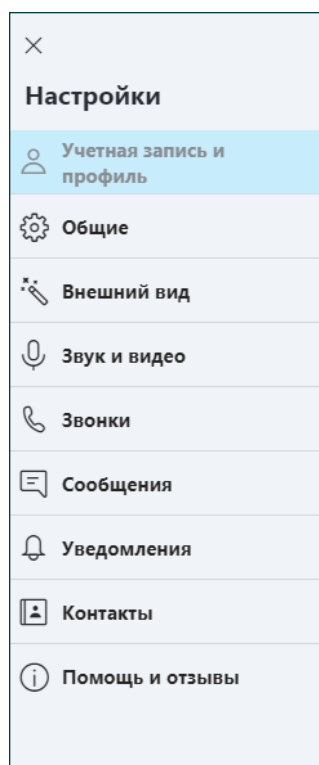 Настройки
Учетная запись и
профиль
Общие
Внешний вид
Звук и видео
Звонки
Сообщения
Уведомления
Контакты
Помощь и отзывы